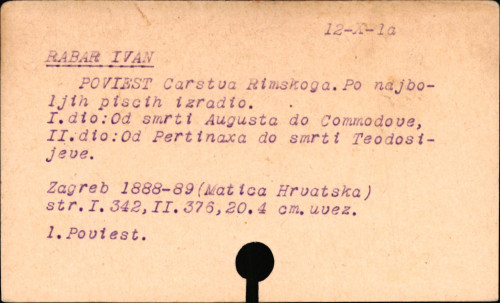 12-X-1a
RABAR IVAN
POVIEST Carstva Rimskoga. Po najbo-
ljih piscih izradio.
I.dio:Od smrti Augusta do Commodove,
II.dio:Od Pertinaxa do smrti Teodosi-
jeve.
Zagreb 1888-89(Matica Hrvatska)
str.I.342,II.376,20.4 cm.uvez.
1.Poviest.